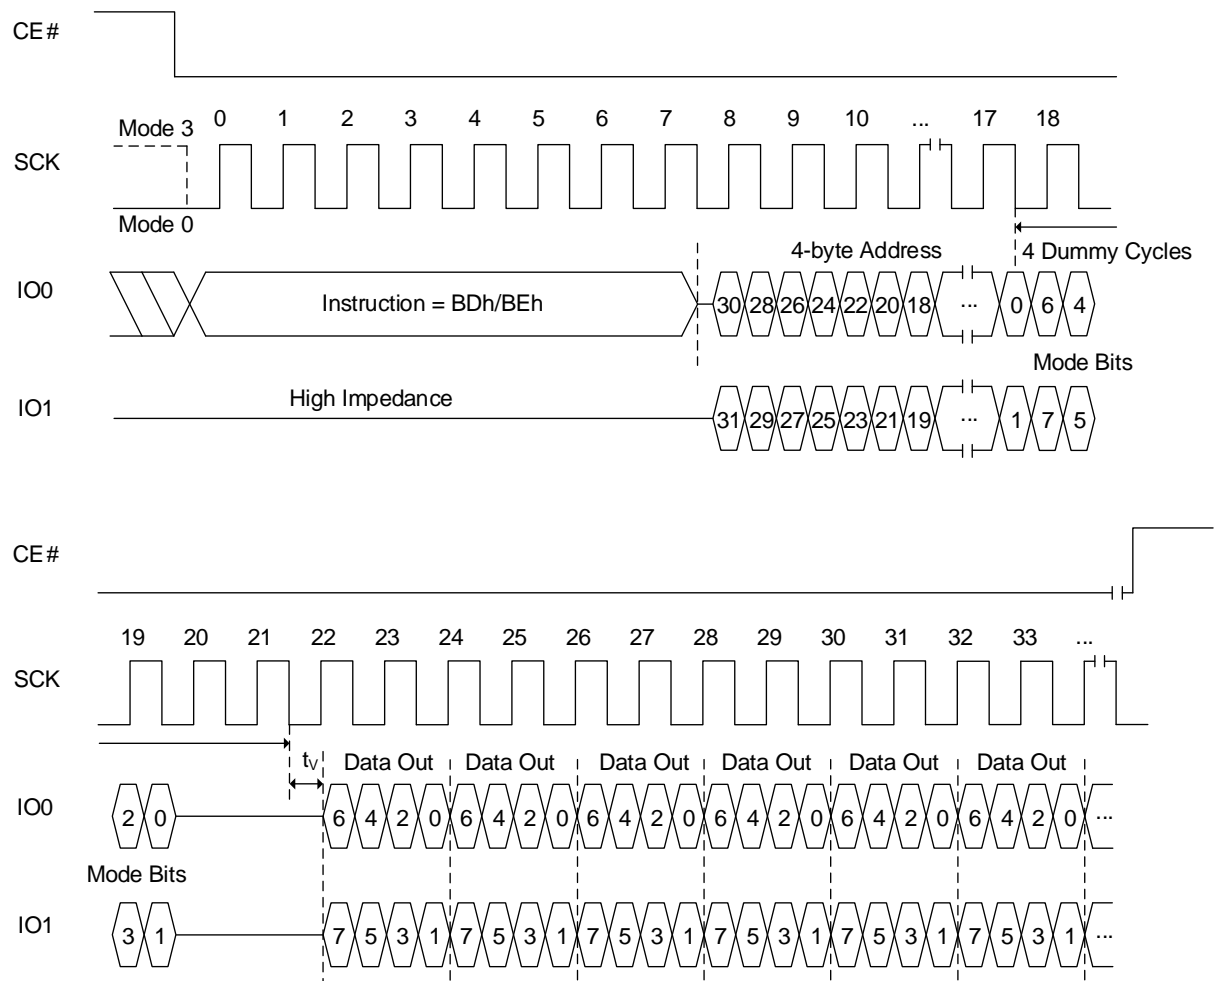 CE#
0 1 2 3 4 5 6 7 8 9 10 ... 17 18
Mode 3
SCK
Mode 0
4-byte Address
4 Dummy Cycles
IO0
Instruction = BDh/BEh
30 28 26 24 22 20 18 ... 0 6 4
Mode Bits
IO1
High Impedance
31 29 27 25 23 21 19 ... 1 7 5
CE#
19 20 21 22 23 24 25 26 27 28 29 30 31 32 33 ...
SCK
tV Data Out Data Out Data Out Data Out Data Out Data Out
IO0
2 0 6 4 2 0 6 4 2 0 6 4 2 0 6 4 2 0 6 4 2 0 6 4 2 0 ...
Mode Bits
IO1
3 1 7 5 3 1 7 5 3 1 7 5 3 1 7 5 3 1 7 5 3 1 7 5 3 1 ...